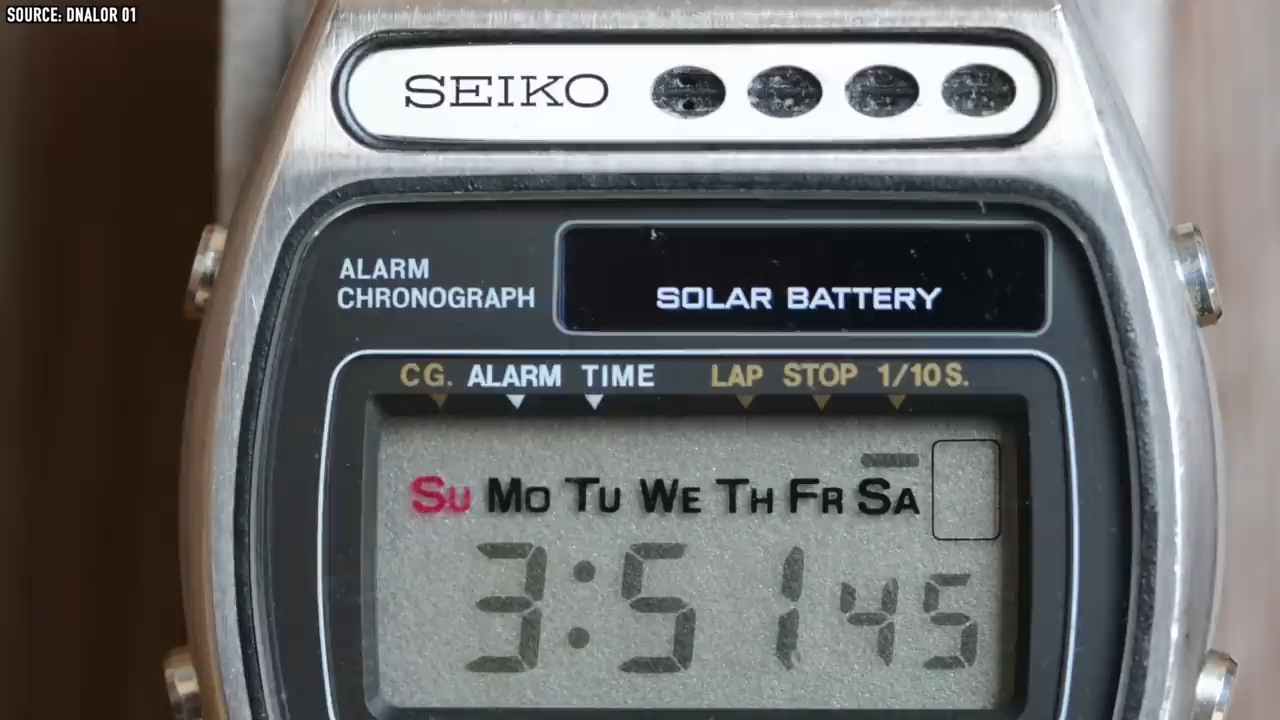 SOURCE: DNALOR 01
SEIKO
ALARM
CHRONOGRAPH
SOLAR BATTERY
CG. ALARM TIME LAP STOP 1/10 S.
Su Mo Tu We Th Fr Sa
3:51 45